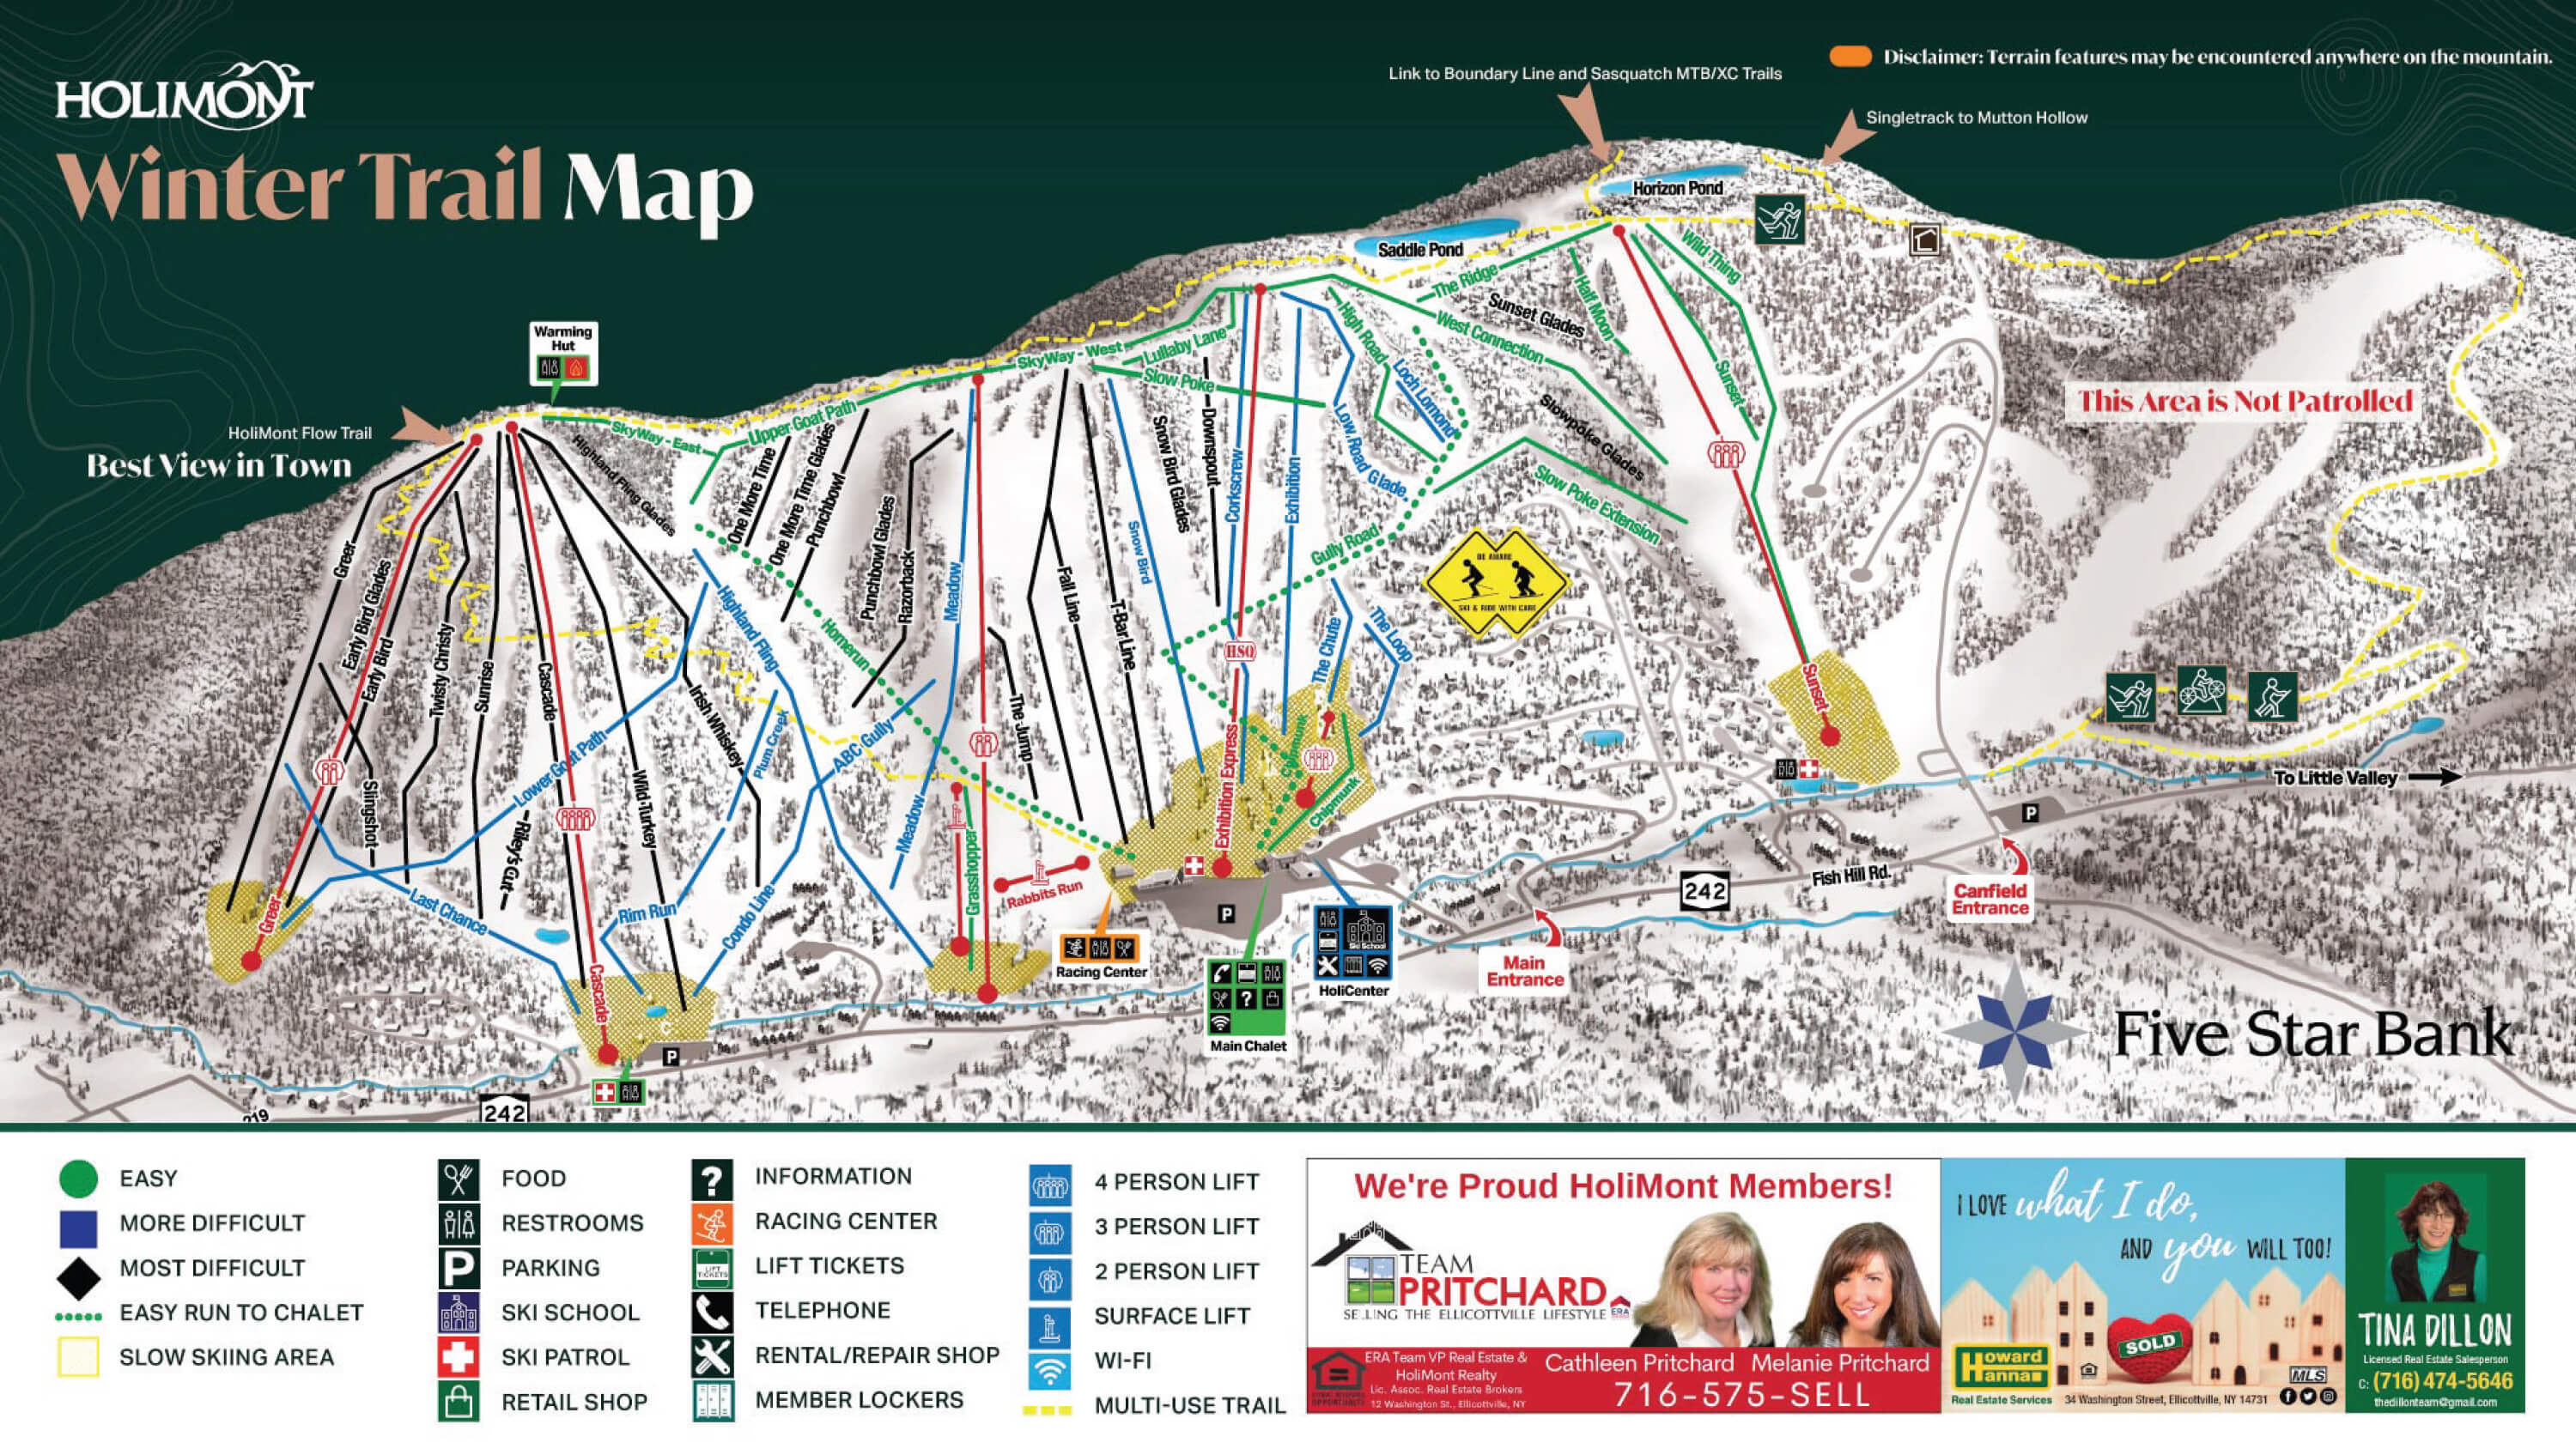 HOLIMONT
Winter Trail Map
Link to Boundary Line and Sasquatch MTB/XC Trails
Disclaimer: Terrain features may be encountered anywhere on the mountain.
Singletrack to Mutton Hollow
Horizon Pond
Saddle Pond
Wild Thing
The Ridge
Half Moon
Sunset Glades
West Connection
High Road
Warming
Hut
SkyWay - West
Lullaby Lane
Slow Poke
Loch Lomond
Sunset
This Area is Not Patrolled
HoliMont Flow Trail
Best View in Town
SkyWay - East
Upper Goat Path
Highland Fling Glades
One More Time
One More Time Glades
Punchbowl
Punchbowl Glades
Razorback
Meadow
Snow Bird Glades
Downspout
Corkscrew
Exhibition
Low Road Glade
Slowpoke Glades
Slow Poke Extension
Gully Road
BE AWARE
SKI & RIDE WITH CARE
Greer
Early Bird Glades
Early Bird
Twisty Christy
Sunrise
Cascade
Highland Fling
Homerun
Fall Line
T-Bar Line
Snow Bird
HSQ
The Chute
The Loop
Sunset
Slingshot
Lower Goat Path
Riley's Gut
Wild Turkey
Irish Whiskey
Plum Creek
ABC Gully
Meadow
The Jump
Exhibition Express
Chipmunk
Chipmunk
To Little Valley
P
Greer
Last Chance
Rim Run
Condo Line
Grasshopper
Rabbits Run
P
242
Fish Hill Rd.
Canfield
Entrance
Racing Center
Ski School
HoliCenter
Main
Entrance
?
Main Chalet
Cascade
P
Five Star Bank
219
242
EASY
MORE DIFFICULT
MOST DIFFICULT
EASY RUN TO CHALET
SLOW SKIING AREA
FOOD
RESTROOMS
P PARKING
SKI SCHOOL
SKI PATROL
RETAIL SHOP
? INFORMATION
RACING CENTER
LIFT TICKETS LIFT TICKETS
TELEPHONE
RENTAL/REPAIR SHOP
MEMBER LOCKERS
4 PERSON LIFT
3 PERSON LIFT
2 PERSON LIFT
SURFACE LIFT
WI-FI
MULTI-USE TRAIL
We're Proud HoliMont Members!
TEAM
PRITCHARD
SE.LING THE ELLICOTTVILLE LIFESTYLE ERA
ERA Team VP Real Estate &
HoliMont Realty
Lic. Assoc. Real Estate Brokers
12 Washington St., Ellicottville, NY
Cathleen Pritchard Melanie Pritchard
716-575-SELL
I LOVE what I do,
AND you WILL TOO!
SOLD
Howard
Hanna
Real Estate Services
34 Washington Street, Ellicottville, NY 14731
MLS
TINA DILLON
Licensed Real Estate Salesperson
C: (716) 474-5646
thedillonteam@gmail.com